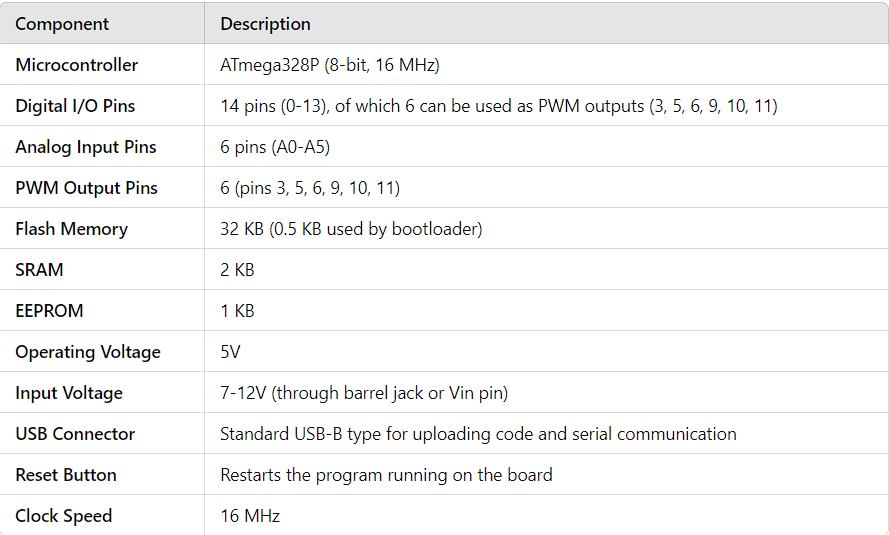 Component Description
Microcontroller ATmega328P (8-bit, 16 MHz)
Digital I/O Pins 14 pins (0-13), of which 6 can be used as PWM outputs (3, 5, 6, 9, 10, 11)
Analog Input Pins 6 pins (A0-A5)
PWM Output Pins 6 (pins 3, 5, 6, 9, 10, 11)
Flash Memory 32 KB (0.5 KB used by bootloader)
SRAM 2 KB
EEPROM 1 KB
Operating Voltage 5V
Input Voltage 7-12V (through barrel jack or Vin pin)
USB Connector Standard USB-B type for uploading code and serial communication
Reset Button Restarts the program running on the board
Clock Speed 16 MHz